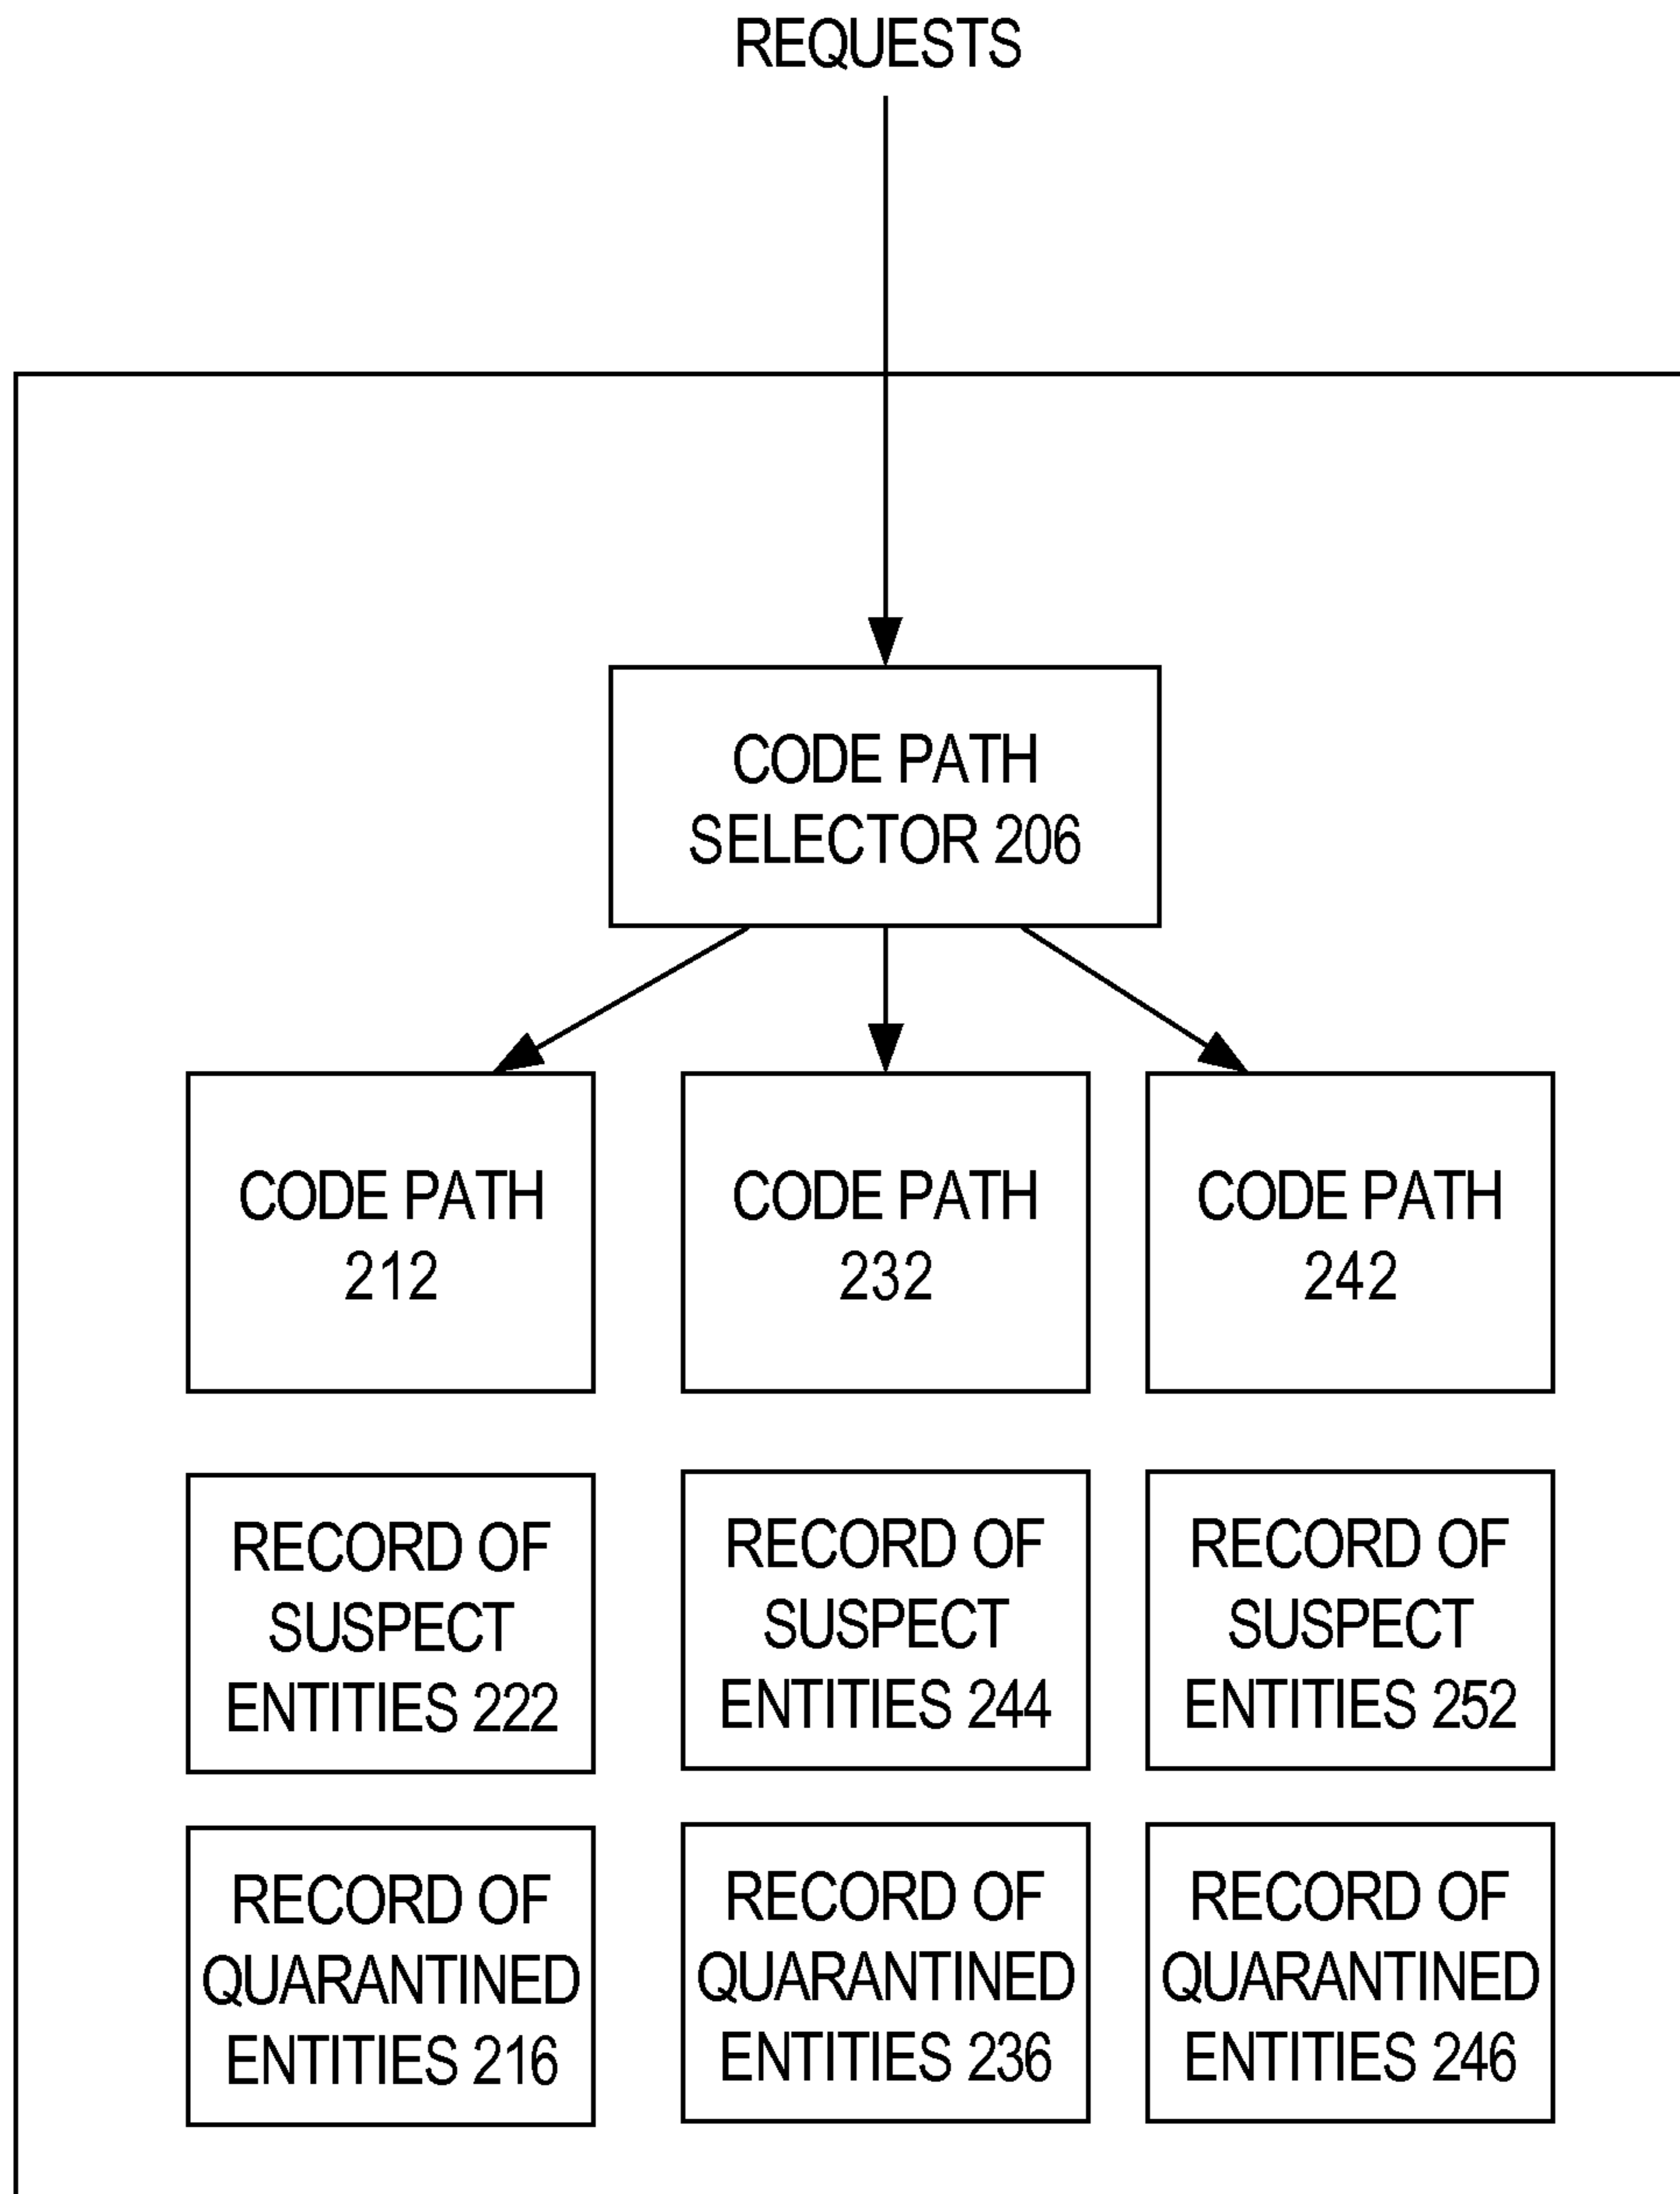 REQUESTS
CODE PATH
SELECTOR 206
CODE PATH
212
CODE PATH
232
CODE PATH
242
RECORD OF
SUSPECT
ENTITIES 222
RECORD OF
SUSPECT
ENTITIES 244
RECORD OF
SUSPECT
ENTITIES 252
RECORD OF
QUARANTINED
ENTITIES 216
RECORD OF
QUARANTINED
ENTITIES 236
RECORD OF
QUARANTINED
ENTITIES 246